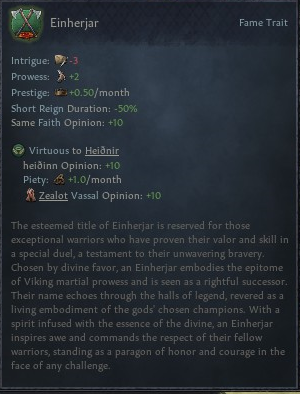 Einherjar
Fame Trait
Intrigue: -3
Prowess: +2
Prestige: +0.50/month
Short Reign Duration: -50%
Same Faith Opinion: +10
Virtuous to Heiðnir
heiðinn Opinion: +10
Piety: +1.0/month
Zealot Vassal Opinion: +10
The esteemed title of Einherjar is reserved for those
exceptional warriors who have proven their valor and skill in
a special duel, a testament to their unwavering bravery.
Chosen by divine favor, an Einherjar embodies the epitome
of Viking martial prowess and is seen as a rightful successor.
Their name echoes through the halls of legend, revered as a
living embodiment of the gods' chosen champions. With a
spirit infused with the essence of the divine, an Einherjar
inspires awe and commands the respect of their fellow
warriors, standing as a paragon of honor and courage in the
face of any challenge.